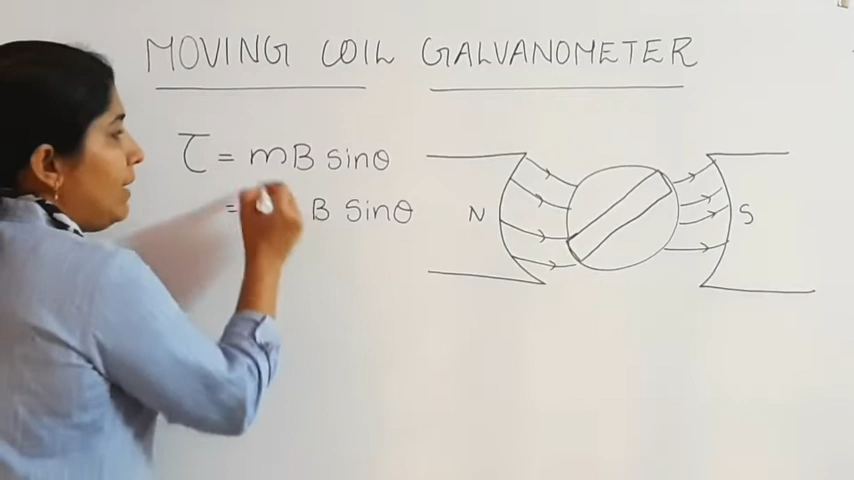 MOVING COIL GALVANOMETER
τ = mB sinθ
= B sinθ
N
S